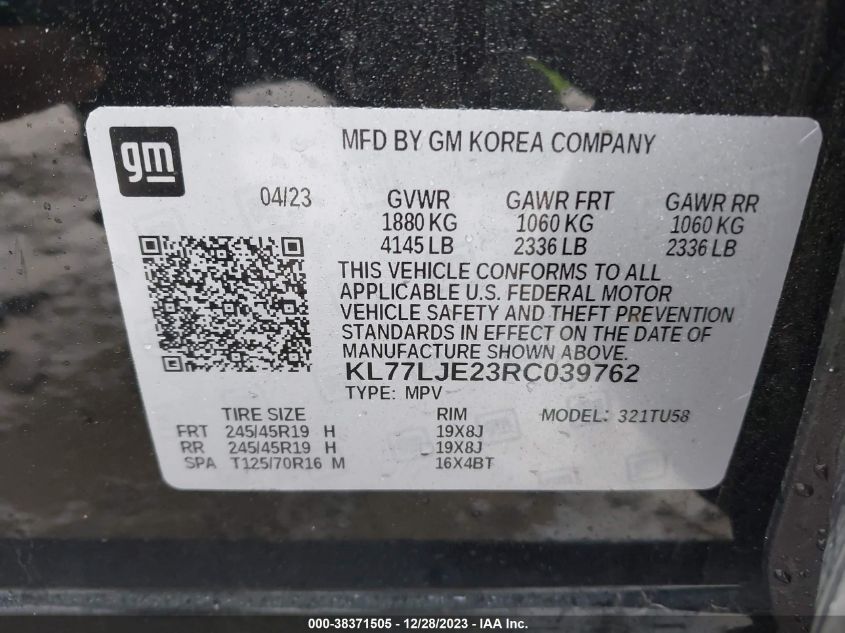 gm
MFD BY GM KOREA COMPANY
04/23 GVWR GAWR FRT GAWR RR
1880 KG 1060 KG 1060 KG
4145 LB 2336 LB 2336 LB
THIS VEHICLE CONFORMS TO ALL
APPLICABLE U.S. FEDERAL MOTOR
VEHICLE SAFETY AND THEFT PREVENTION
STANDARDS IN EFFECT ON THE DATE OF
MANUFACTURE SHOWN ABOVE.
KL77LJE23RC039762
TYPE: MPV
TIRE SIZE RIM MODEL: 321TU58
FRT 245/45R19 H 19X8J
RR 245/45R19 H 19X8J
SPA T125/70R16 M 16X4BT
000-38371505 - 12/28/2023 - IAA Inc.